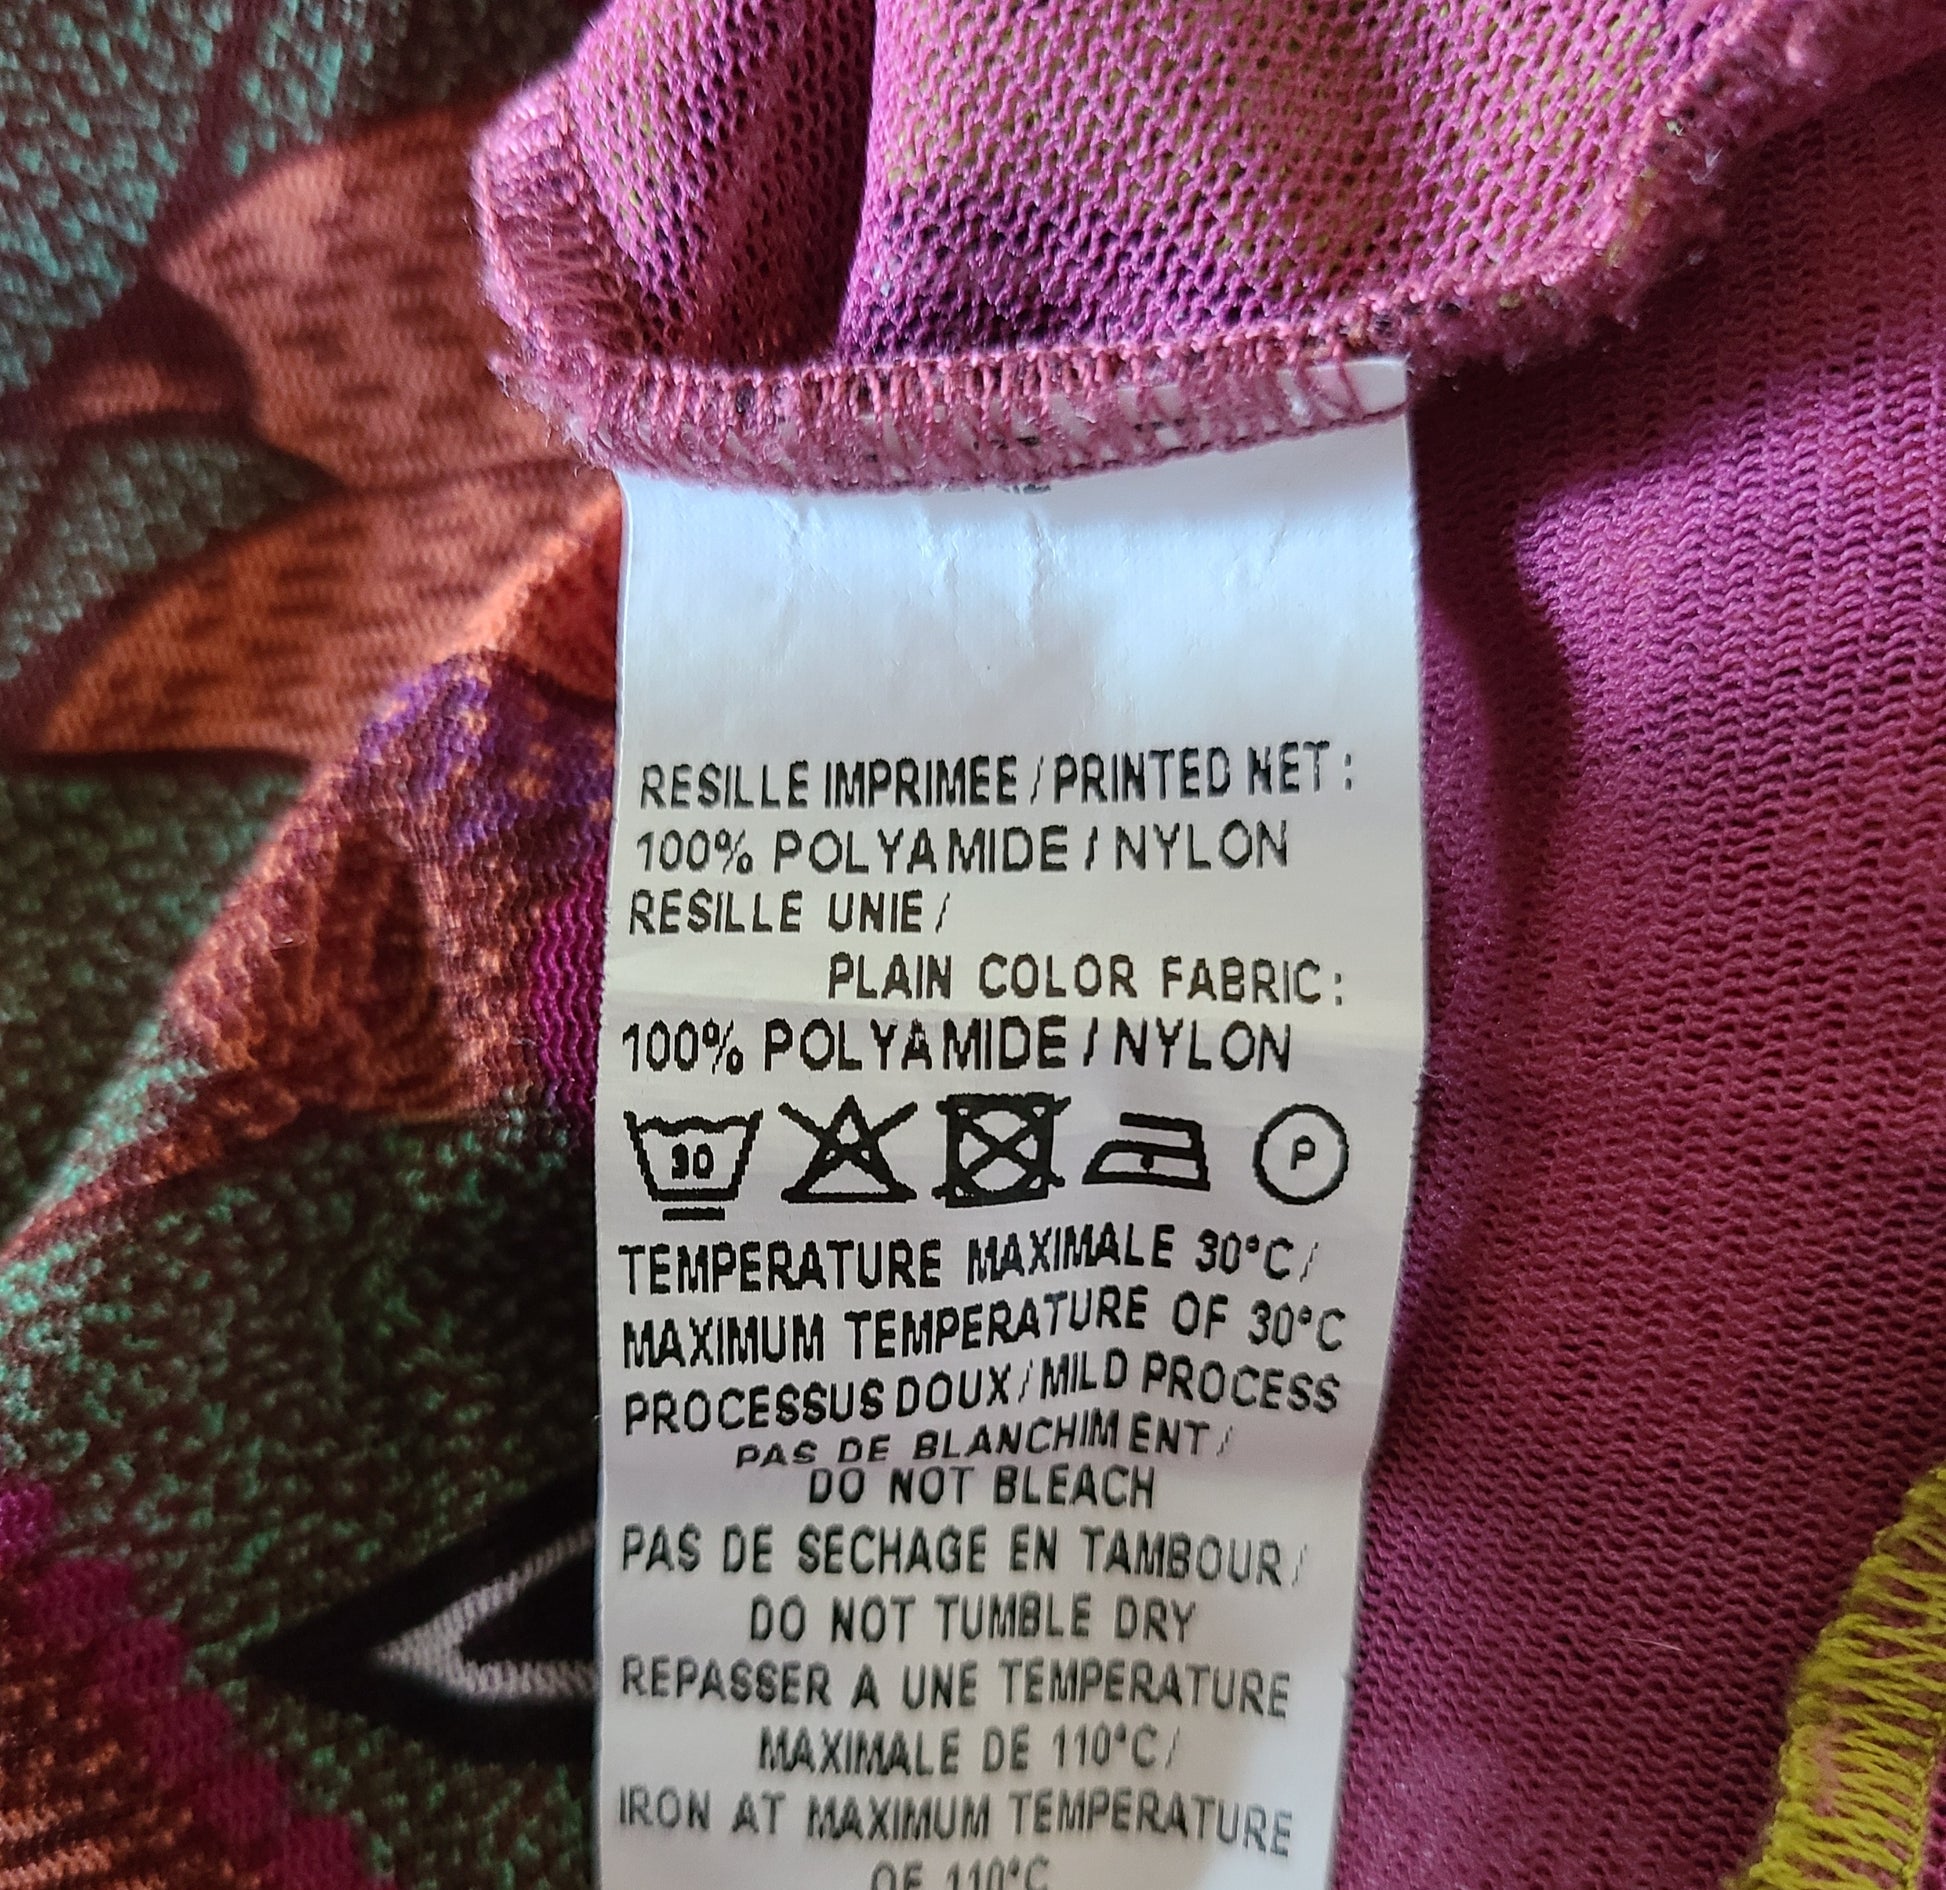 RESILLE IMPRIMEE / PRINTED NET :
100% POLYAMIDE / NYLON
RESILLE UNIE /
PLAIN COLOR FABRIC :
100% POLYAMIDE / NYLON
30 P
TEMPERATURE MAXIMALE 30°C /
MAXIMUM TEMPERATURE OF 30°C
PROCESSUS DOUX / MILD PROCESS
PAS DE BLANCHIMENT /
DO NOT BLEACH
PAS DE SECHAGE EN TAMBOUR /
DO NOT TUMBLE DRY
REPASSER A UNE TEMPERATURE
MAXIMALE DE 110°C /
IRON AT MAXIMUM TEMPERATURE
OF 110°C